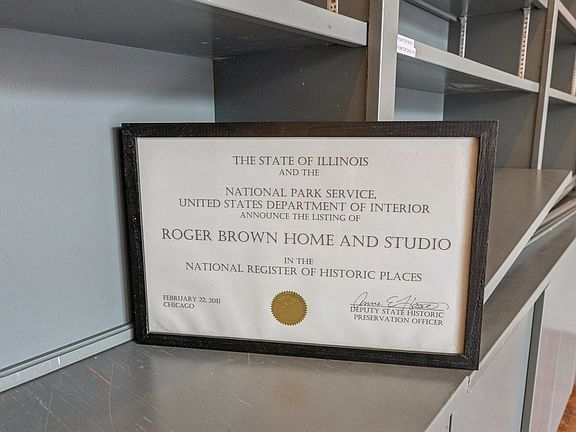 THE STATE OF ILLINOIS
AND THE
NATIONAL PARK SERVICE,
UNITED STATES DEPARTMENT OF INTERIOR
ANNOUNCE THE LISTING OF
ROGER BROWN HOME AND STUDIO
IN THE
NATIONAL REGISTER OF HISTORIC PLACES
FEBRUARY 22, 2011
CHICAGO
DEPUTY STATE HISTORIC
PRESERVATION OFFICER